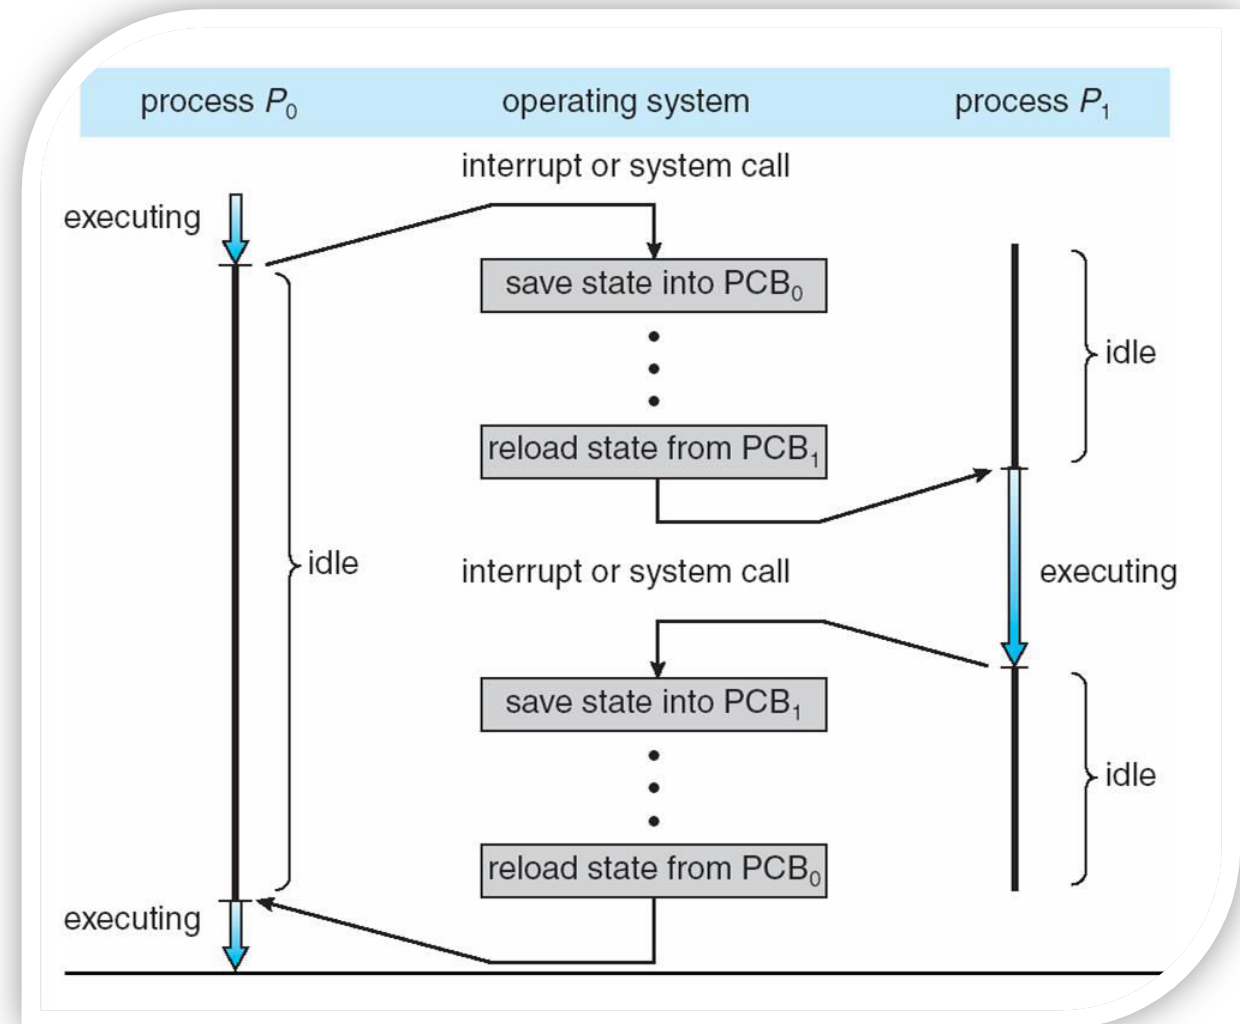 process P₀ operating system process P₁
interrupt or system call
executing
save state into PCB₀
idle
reload state from PCB₁
idle
interrupt or system call
executing
save state into PCB₁
idle
reload state from PCB₀
executing